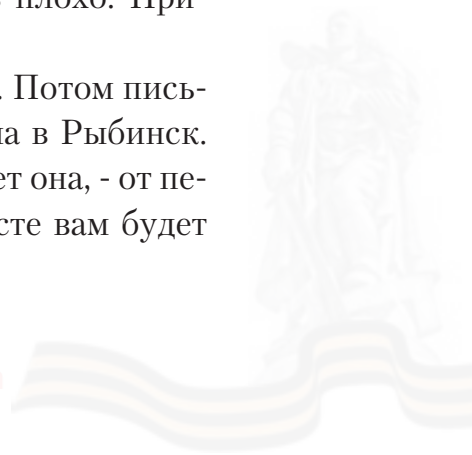 плохо. При
. Потом пись-
на в Рыбинск.
ет она, - от пе-
сте вам будет